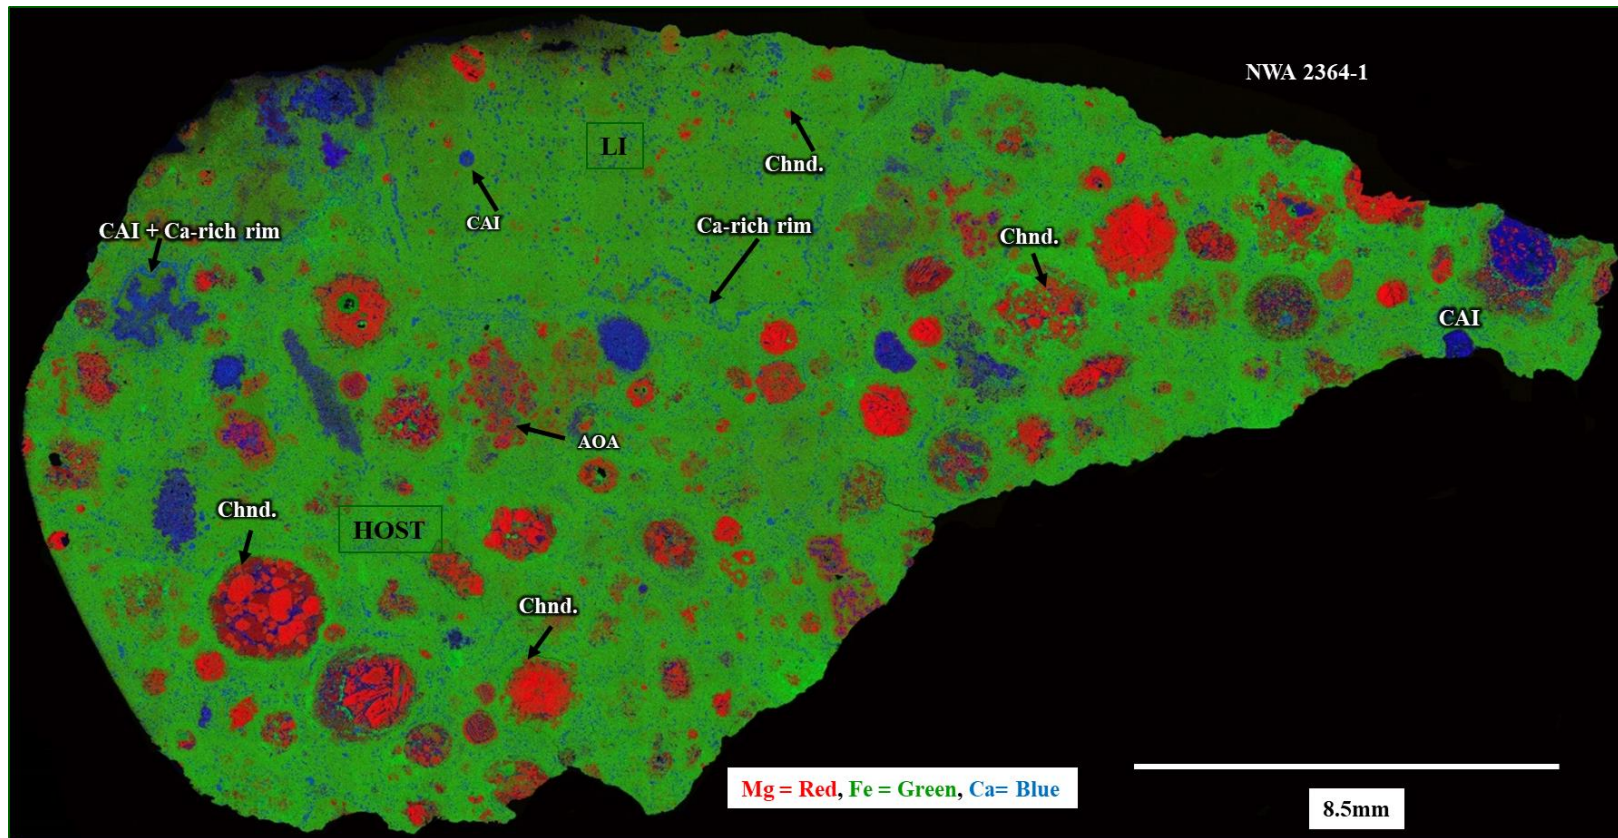 NWA 2364-1
LI
Chnd.
CAI
CAI + Ca-rich rim
Ca-rich rim
Chnd.
CAI
AOA
Chnd.
HOST
Chnd.
Mg = Red, Fe = Green, Ca= Blue
8.5mm